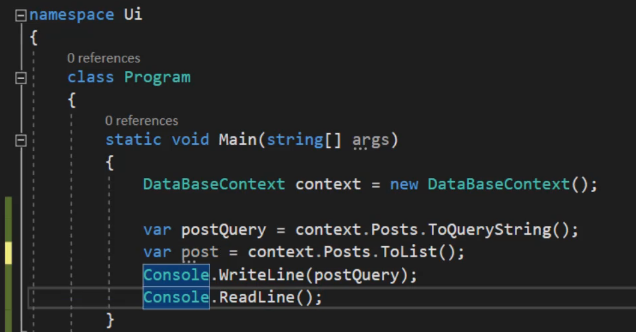 namespace Ui
{
0 references
class Program
{
0 references
static void Main(string[] args)
{
DataBaseContext context = new DataBaseContext();
var postQuery = context.Posts.ToQueryString();
var post = context.Posts.ToList();
Console.WriteLine(postQuery);
Console.ReadLine();
}